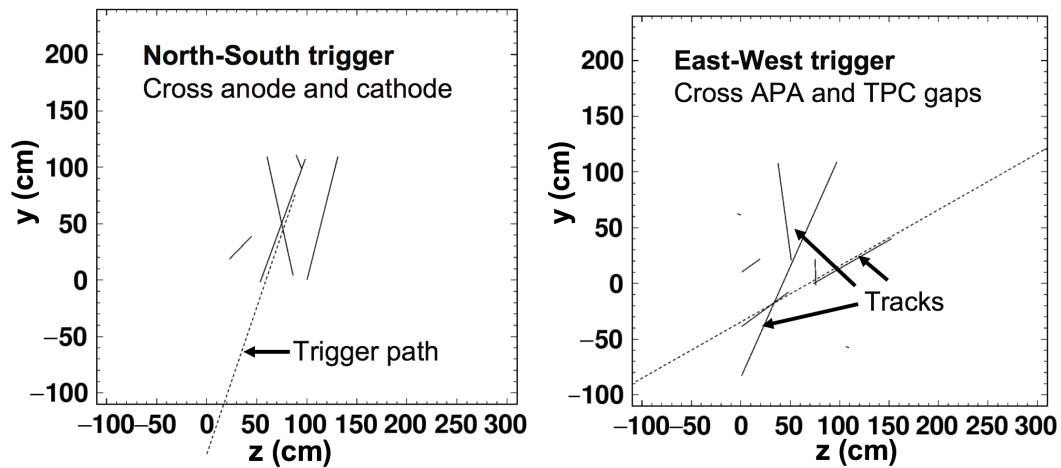 North-South trigger
Cross anode and cathode
y (cm)
200
150
100
50
0
−50
−100
Trigger path
−100−50 0 50 100 150 200 250 300
z (cm)
East-West trigger
Cross APA and TPC gaps
y (cm)
200
150
100
50
0
−50
−100
Tracks
−100−50 0 50 100 150 200 250 300
z (cm)